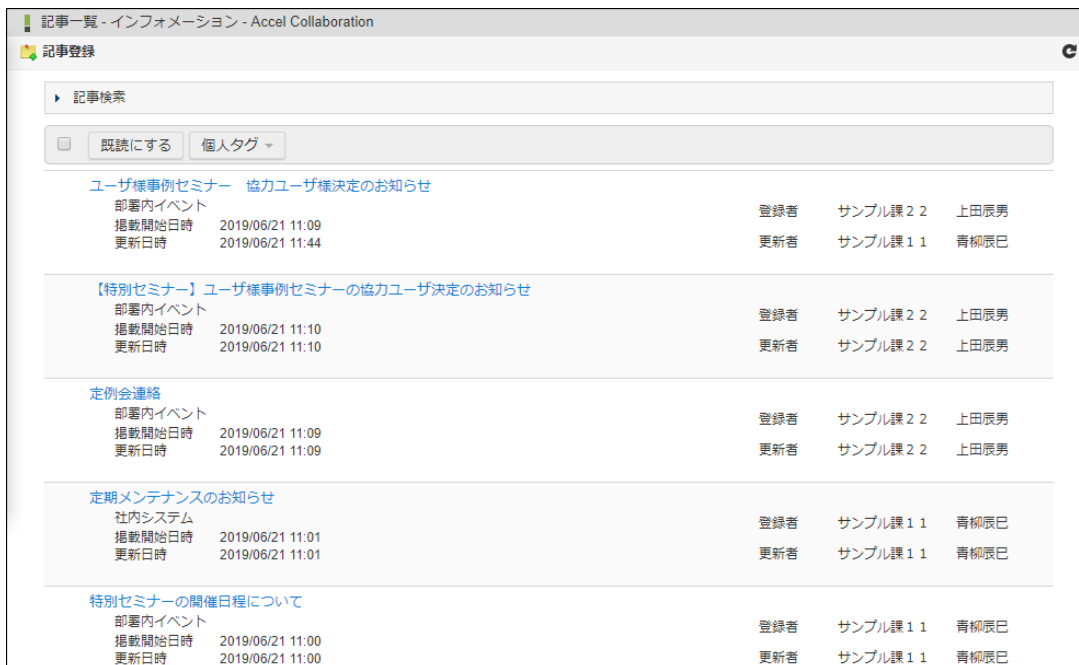 記事一覧 - インフォメーション - Accel Collaboration
記事登録
記事検索
既読にする 個人タグ
ユーザ様事例セミナー　協力ユーザ様決定のお知らせ
部署内イベント
掲載開始日時 2019/06/21 11:09
登録者 サンプル課２２ 上田辰男
更新日時 2019/06/21 11:44
更新者 サンプル課１１ 青柳辰巳
【特別セミナー】ユーザ様事例セミナーの協力ユーザ決定のお知らせ
部署内イベント
掲載開始日時 2019/06/21 11:10
登録者 サンプル課２２ 上田辰男
更新日時 2019/06/21 11:10
更新者 サンプル課２２ 上田辰男
定例会連絡
部署内イベント
掲載開始日時 2019/06/21 11:09
登録者 サンプル課２２ 上田辰男
更新日時 2019/06/21 11:09
更新者 サンプル課２２ 上田辰男
定期メンテナンスのお知らせ
社内システム
掲載開始日時 2019/06/21 11:01
登録者 サンプル課１１ 青柳辰巳
更新日時 2019/06/21 11:01
更新者 サンプル課１１ 青柳辰巳
特別セミナーの開催日程について
部署内イベント
掲載開始日時 2019/06/21 11:00
登録者 サンプル課１１ 青柳辰巳
更新日時 2019/06/21 11:00
更新者 サンプル課１１ 青柳辰巳